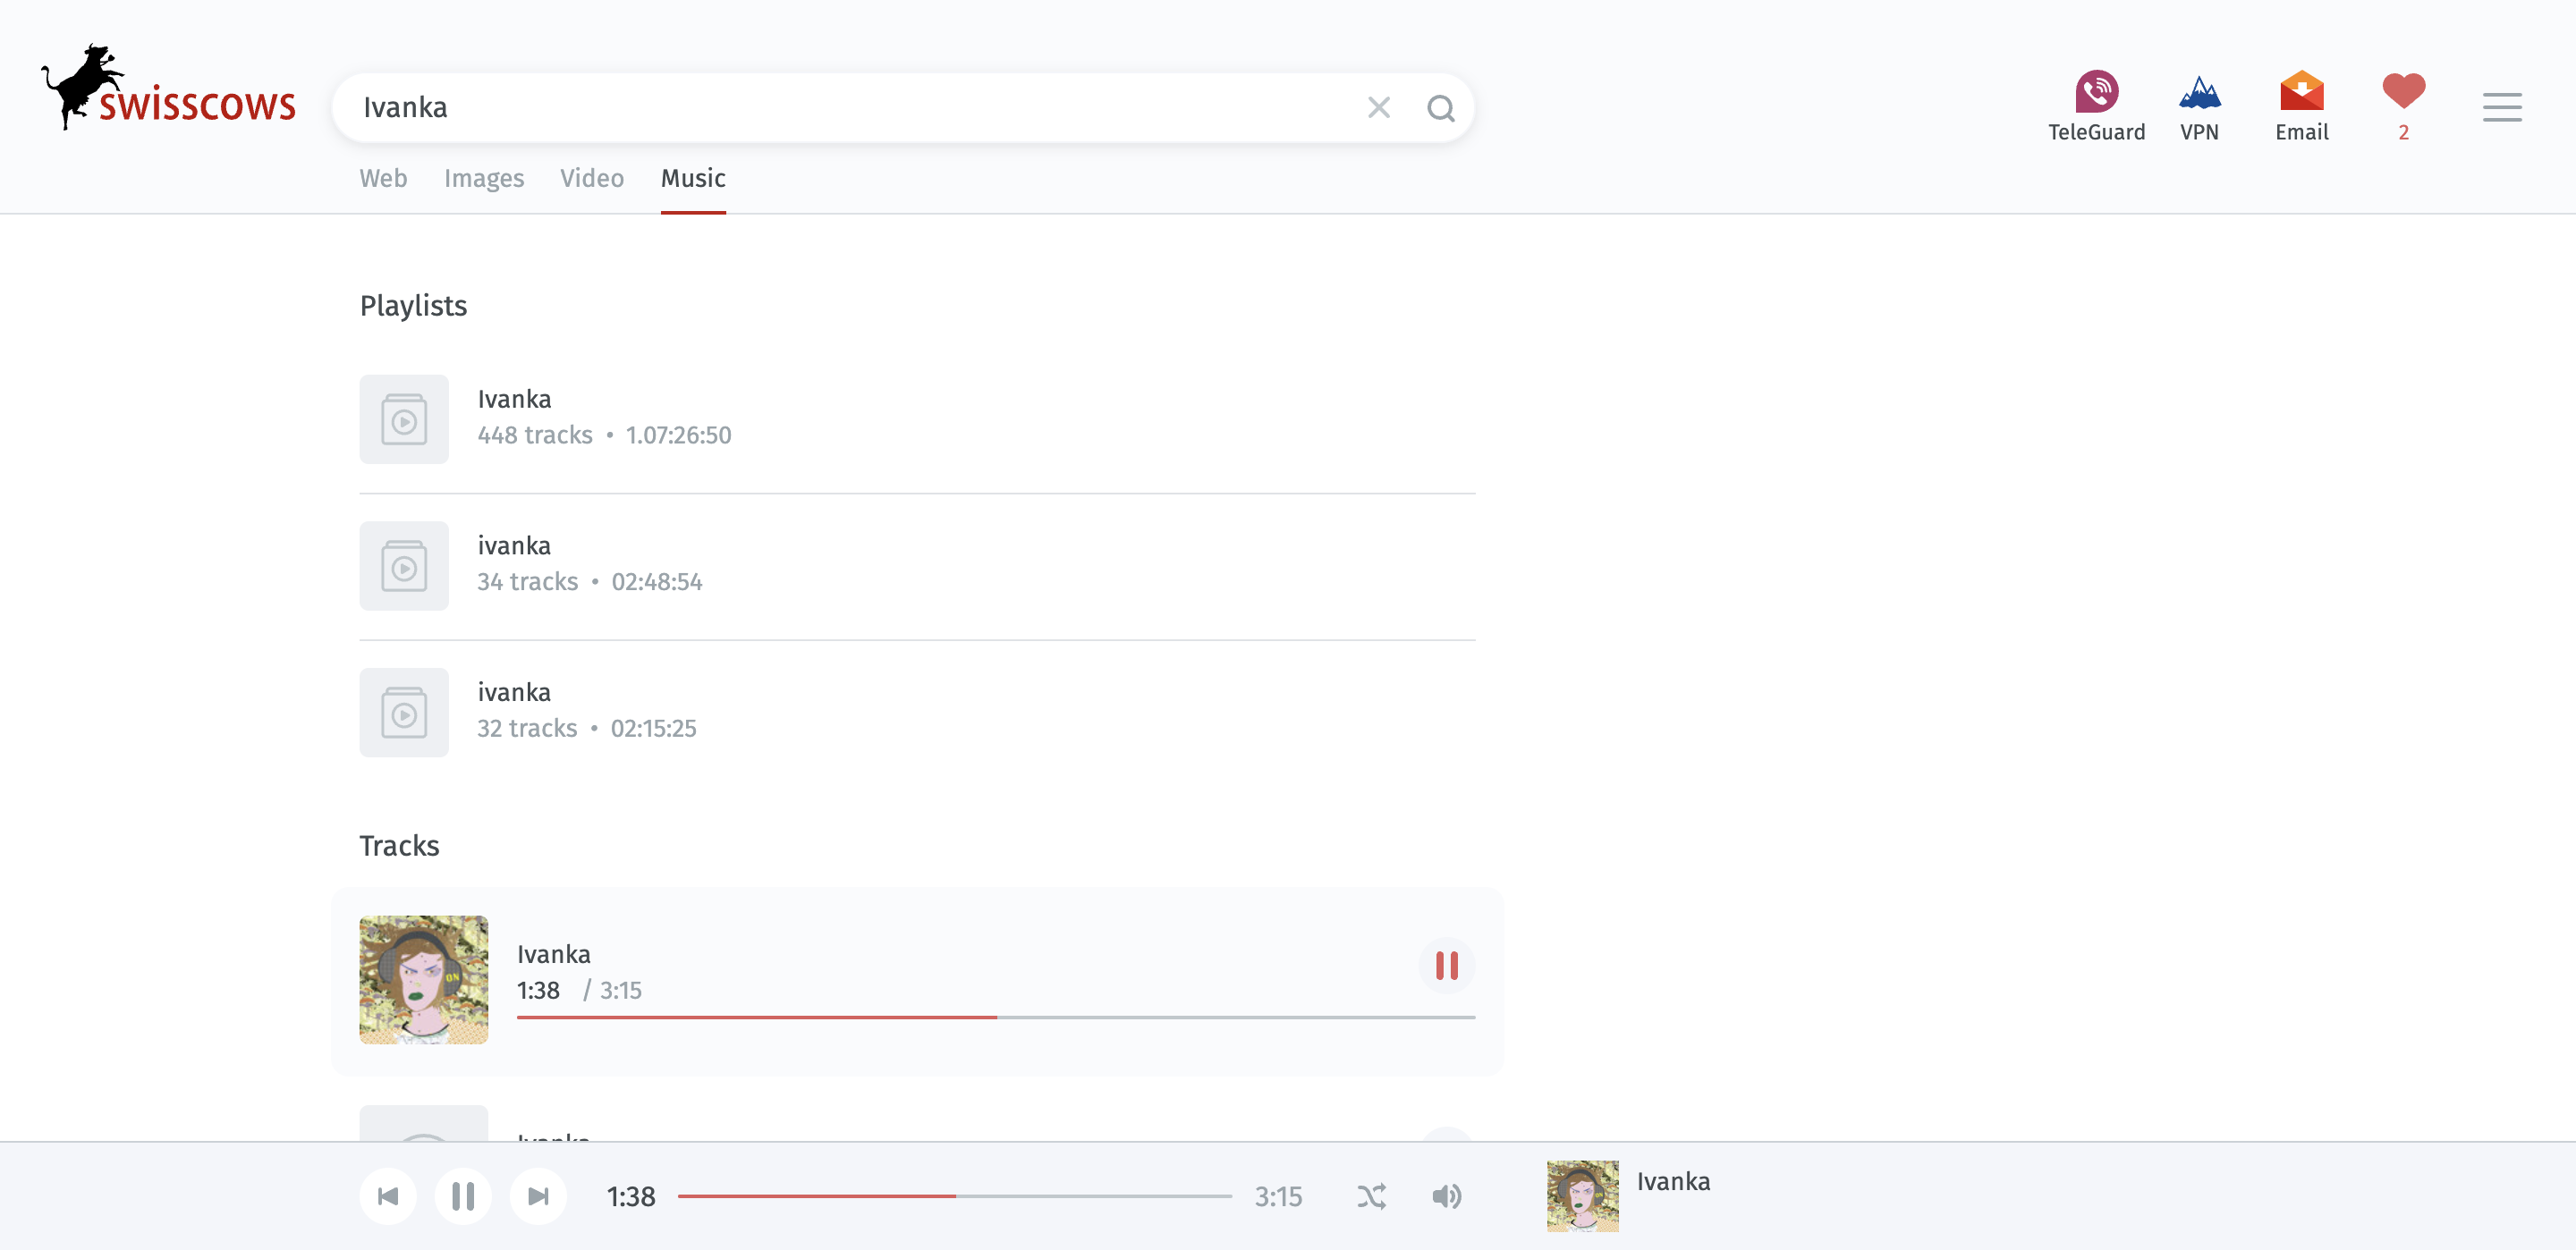 swisscows
Ivanka
TeleGuard
VPN
Email
2
Web
Images
Video
Music
Playlists
Ivanka
448 tracks • 1.07:26:50
ivanka
34 tracks • 02:48:54
ivanka
32 tracks • 02:15:25
Tracks
ON
Ivanka
1:38 / 3:15
Ivanka
1:38
3:15
Ivanka